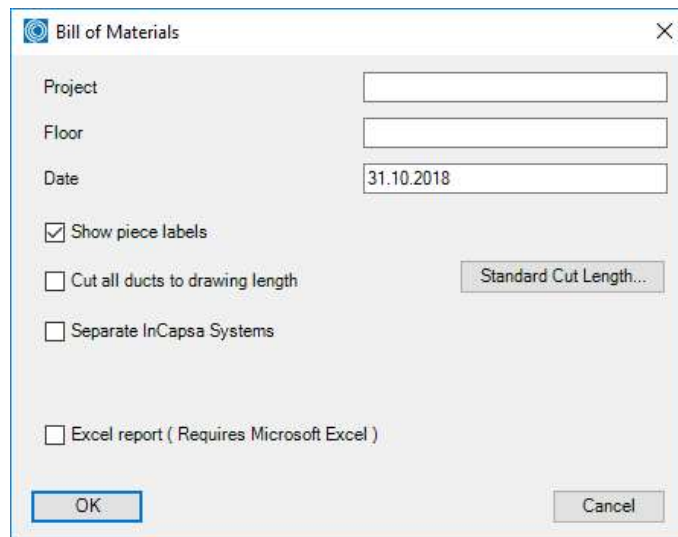 Bill of Materials
Project
Floor
Date 31.10.2018
Show piece labels
Cut all ducts to drawing length Standard Cut Length...
Separate InCapsa Systems
Excel report ( Requires Microsoft Excel )
OK Cancel